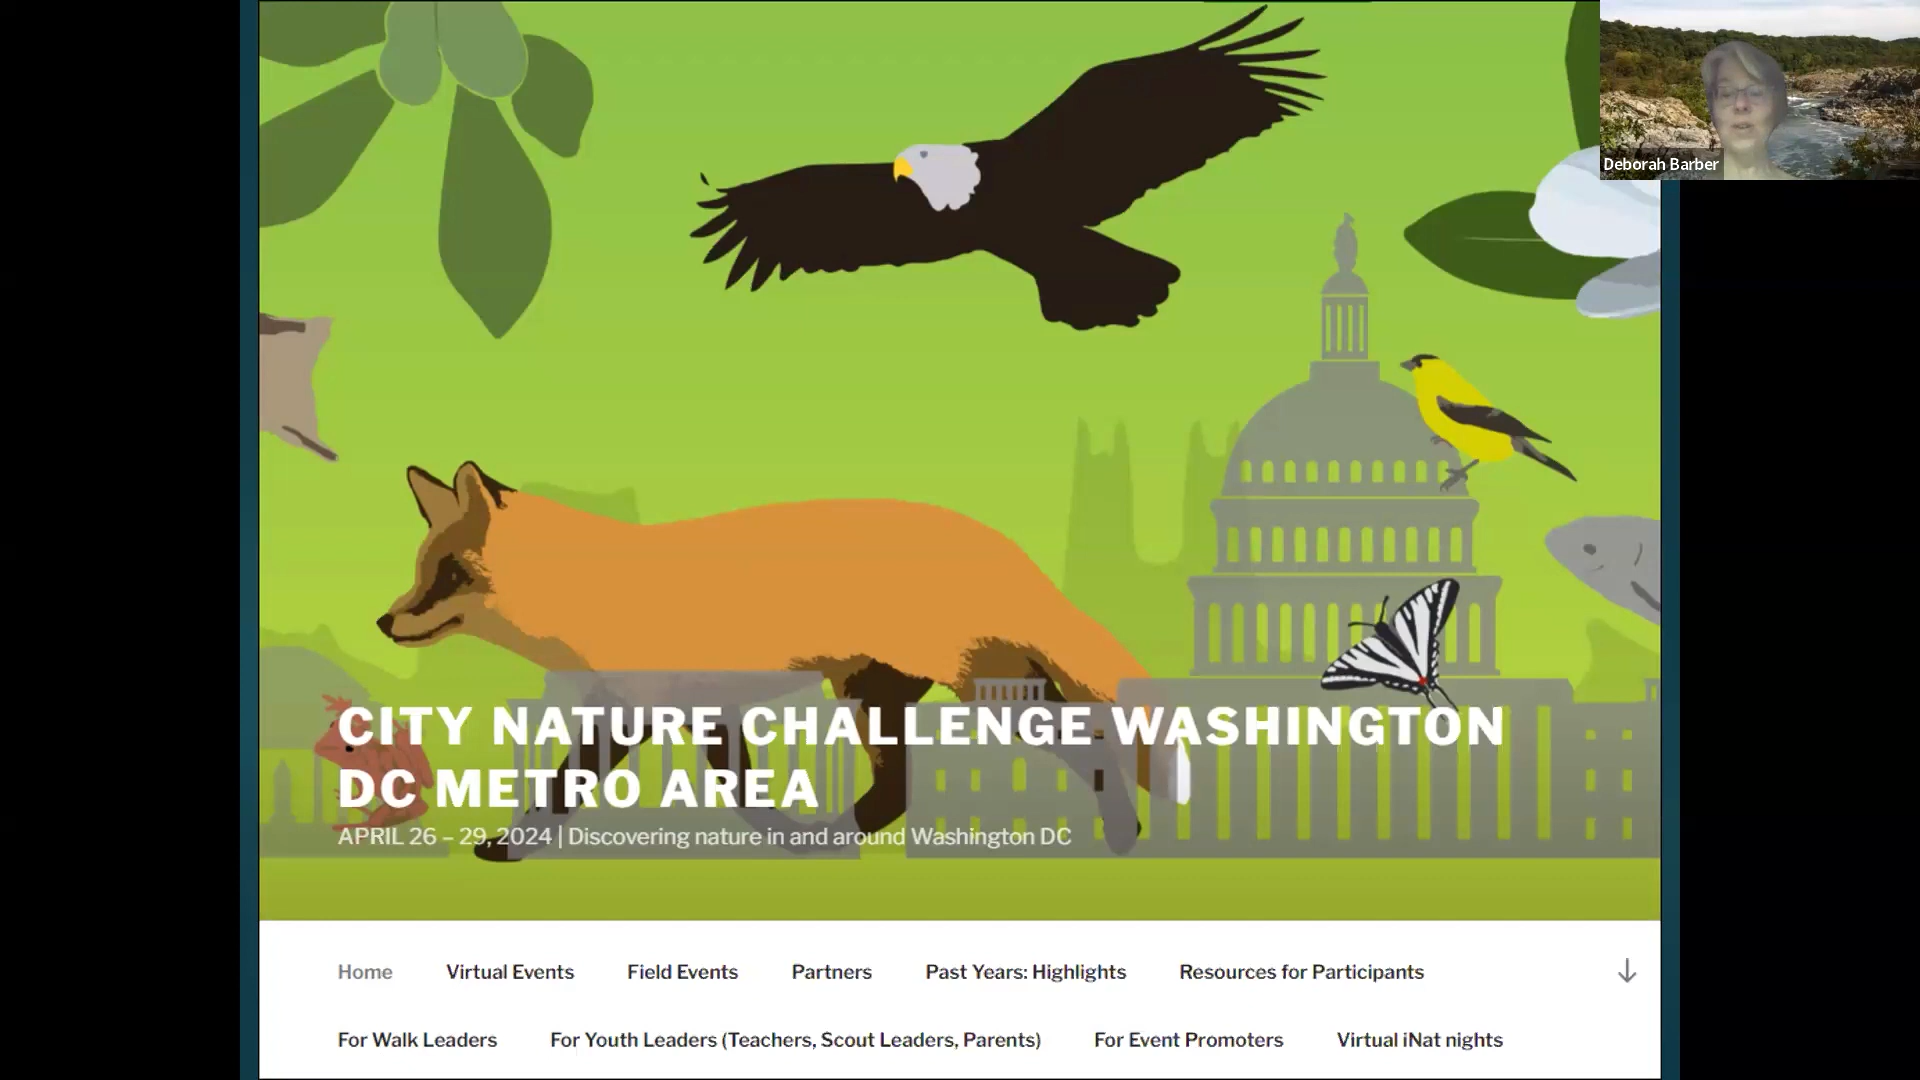 Deborah Barber
CITY NATURE CHALLENGE WASHINGTON
DC METRO AREA
APRIL 26 – 29, 2024 | Discovering nature in and around Washington DC
Home Virtual Events Field Events Partners Past Years: Highlights Resources for Participants
For Walk Leaders For Youth Leaders (Teachers, Scout Leaders, Parents) For Event Promoters Virtual iNat nights